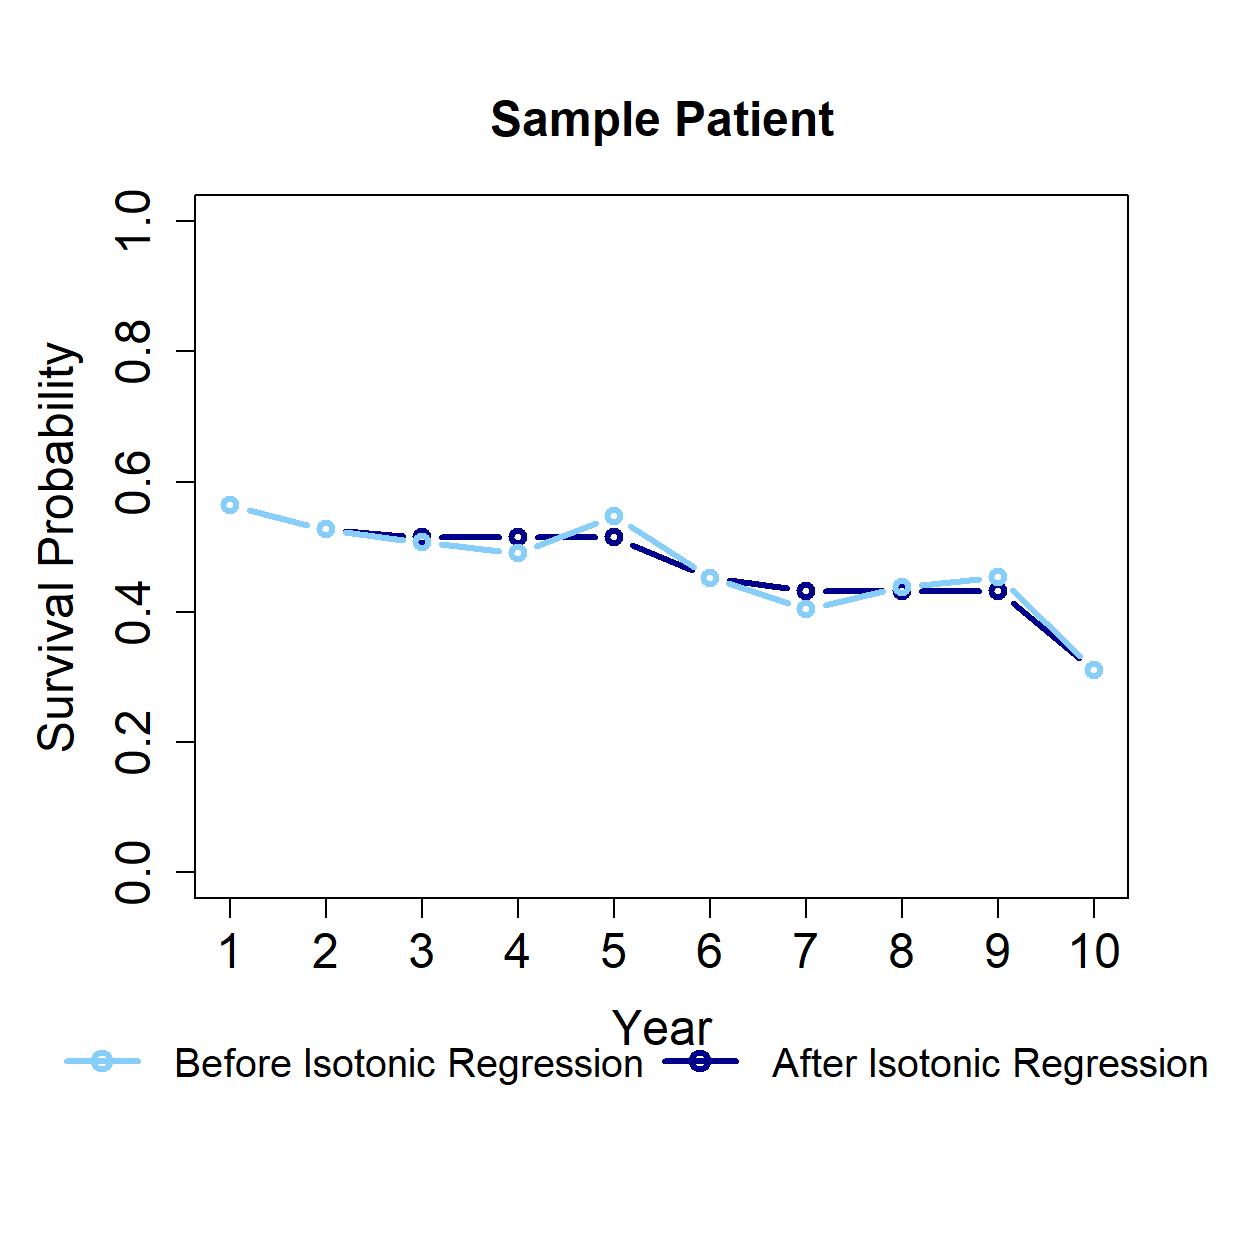 Sample Patient
Survival Probability
1.0
0.8
0.6
0.4
0.2
0.0
1 2 3 4 5 6 7 8 9 10
Year
Before Isotonic Regression After Isotonic Regression